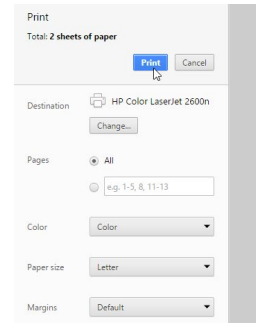 Print
Total: 2 sheets of paper
Print Cancel
Destination HP Color LaserJet 2600n
Change...
Pages All
e.g. 1-5, 8, 11-13
Color Color
Paper size Letter
Margins Default